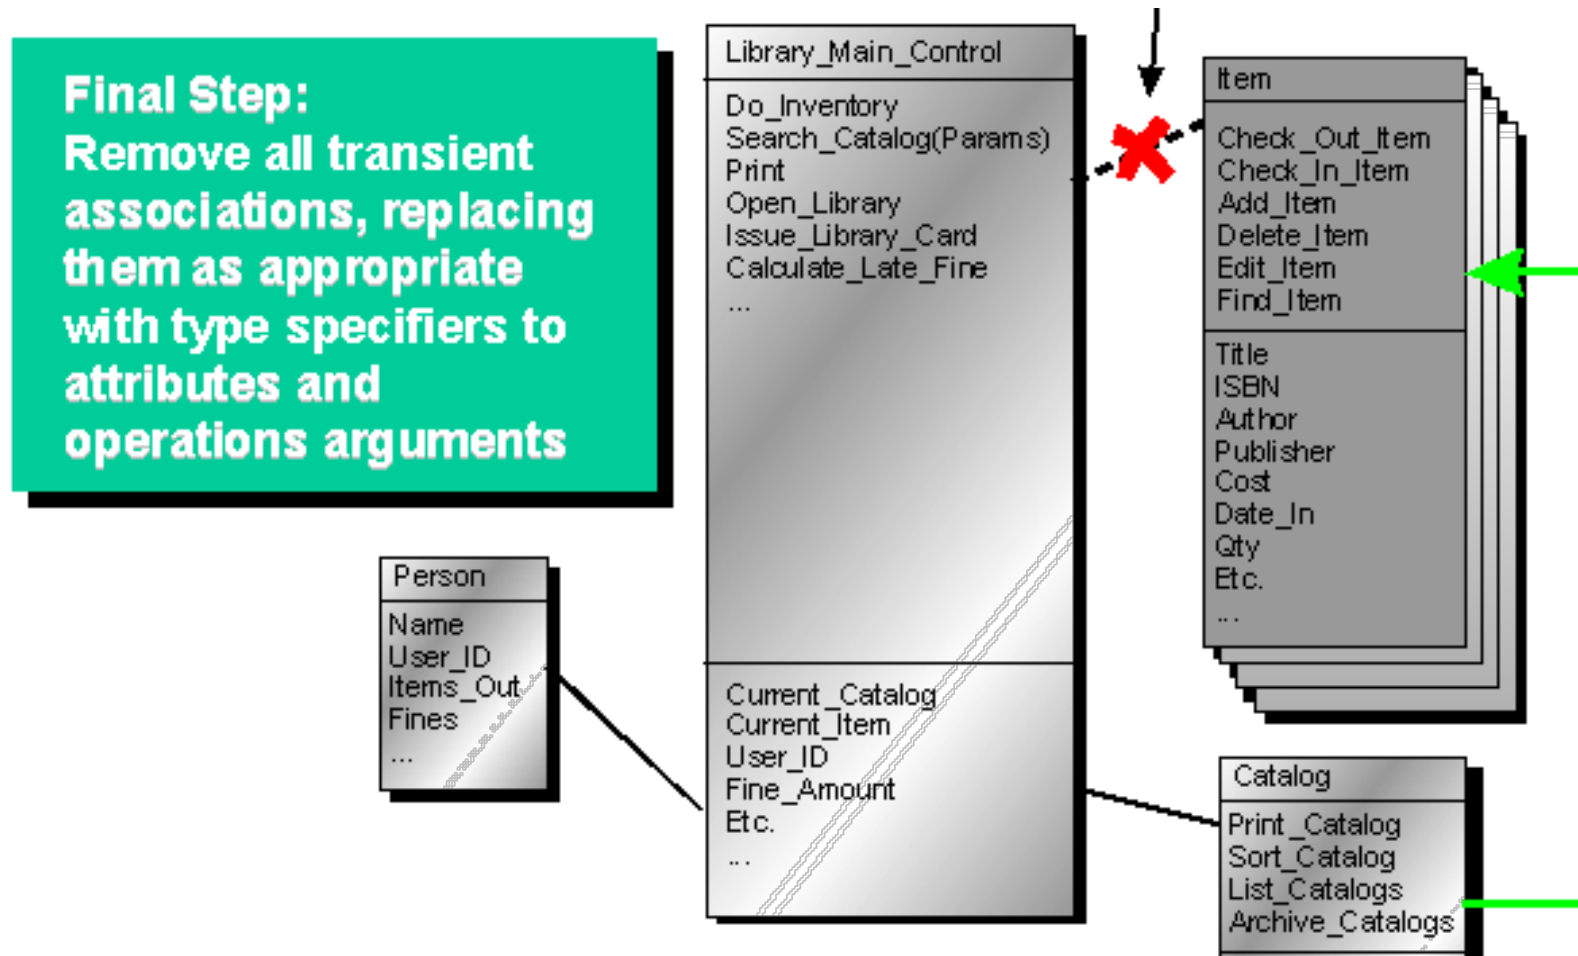 Final Step:
Remove all transient
associations, replacing
them as appropriate
with type specifiers to
attributes and
operations arguments
Library_Main_Control
Do_Inventory
Search_Catalog(Params)
Print
Open_Library
Issue_Library_Card
Calculate_Late_Fine
...
Current_Catalog
Current_Item
User_ID
Fine_Amount
Etc.
...
Item
Check_Out_Item
Check_In_Item
Add_Item
Delete_Item
Edit_Item
Find_Item
Title
ISBN
Author
Publisher
Cost
Date_In
Qty
Etc.
...
Person
Name
User_ID
Items_Out
Fines
...
Catalog
Print_Catalog
Sort_Catalog
List_Catalogs
Archive_Catalogs